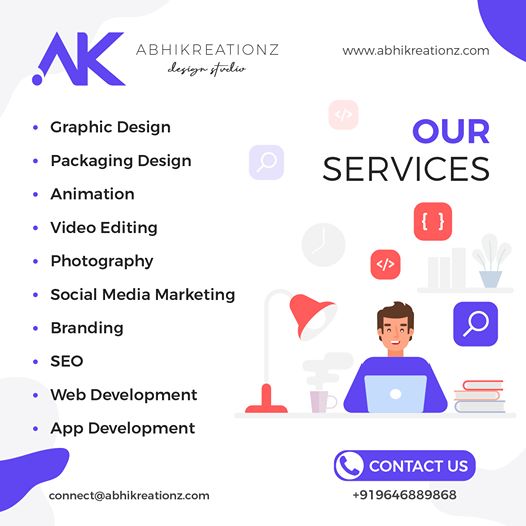 AK
ABHIKREATIONZ
design studio
www.abhikreationz.com
OUR
SERVICES
• Graphic Design
• Packaging Design
• Animation
• Video Editing
• Photography
• Social Media Marketing
• Branding
• SEO
• Web Development
• App Development
</>
{ }
</>
CONTACT US
connect@abhikreationz.com
+919646889868